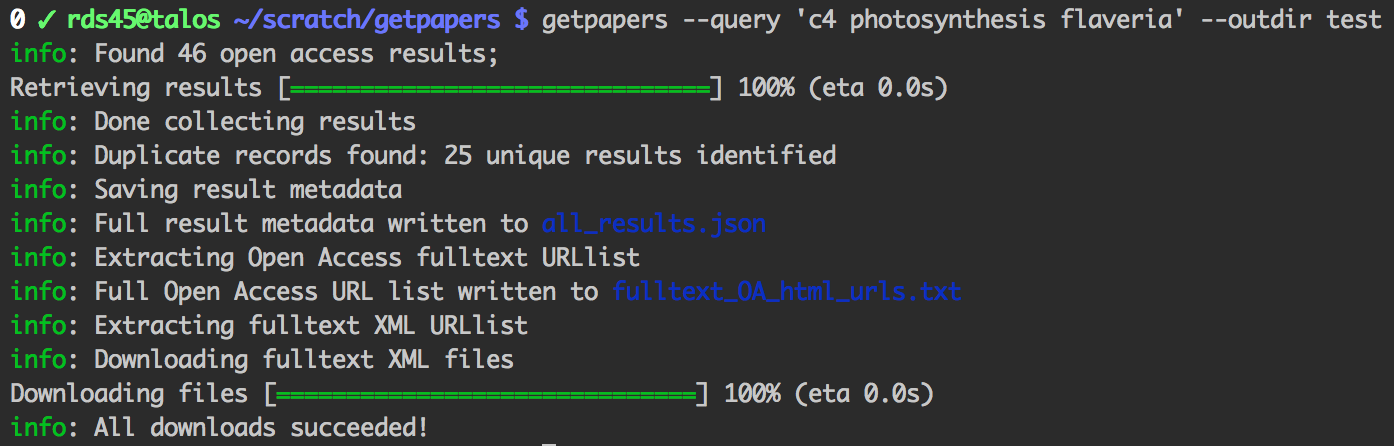 0 ✓ rds45@talos ~/scratch/getpapers $ getpapers --query 'c4 photosynthesis flaveria' --outdir test
info: Found 46 open access results;
Retrieving results [==============================] 100% (eta 0.0s)
info: Done collecting results
info: Duplicate records found: 25 unique results identified
info: Saving result metadata
info: Full result metadata written to all_results.json
info: Extracting Open Access fulltext URLlist
info: Full Open Access URL list written to fulltext_OA_html_urls.txt
info: Extracting fulltext XML URLlist
info: Downloading fulltext XML files
Downloading files [==============================] 100% (eta 0.0s)
info: All downloads succeeded!